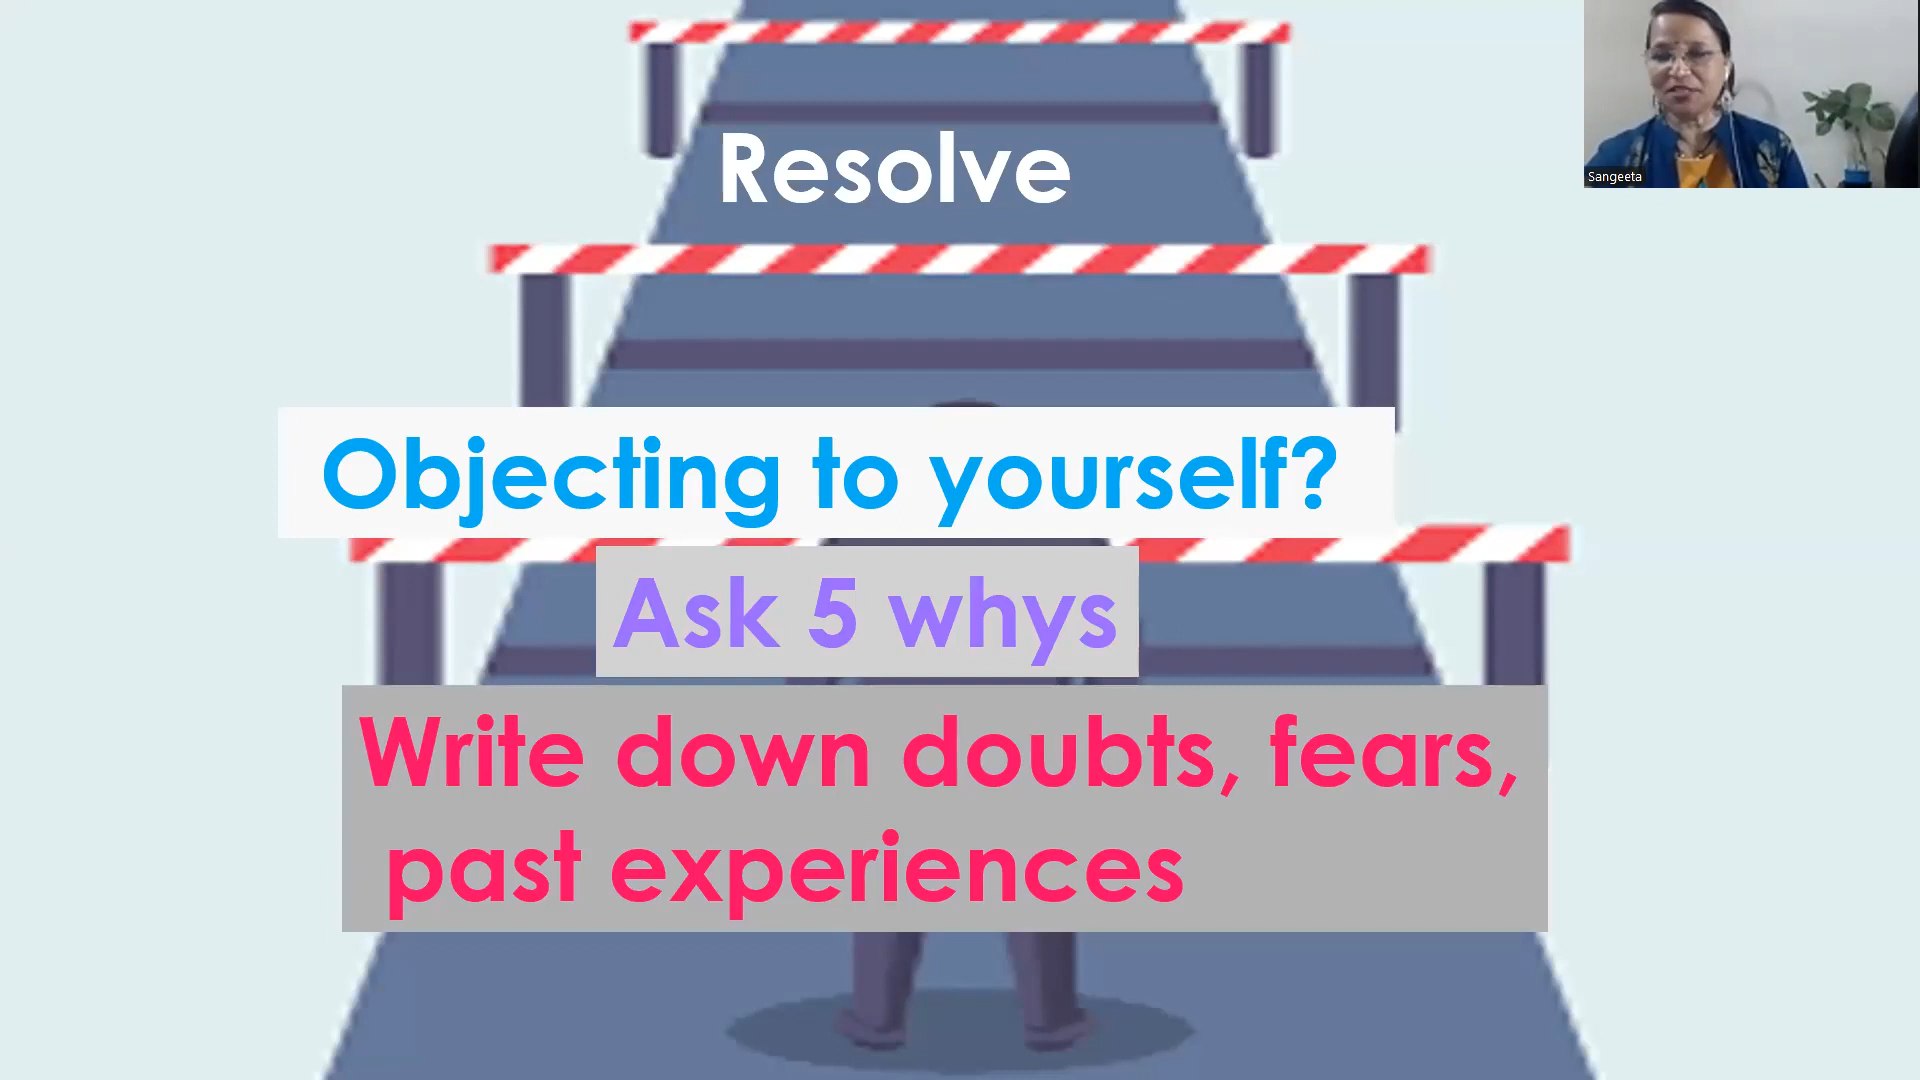 Sangeeta
Resolve
Objecting to yourself?
Ask 5 whys
Write down doubts, fears,
past experiences